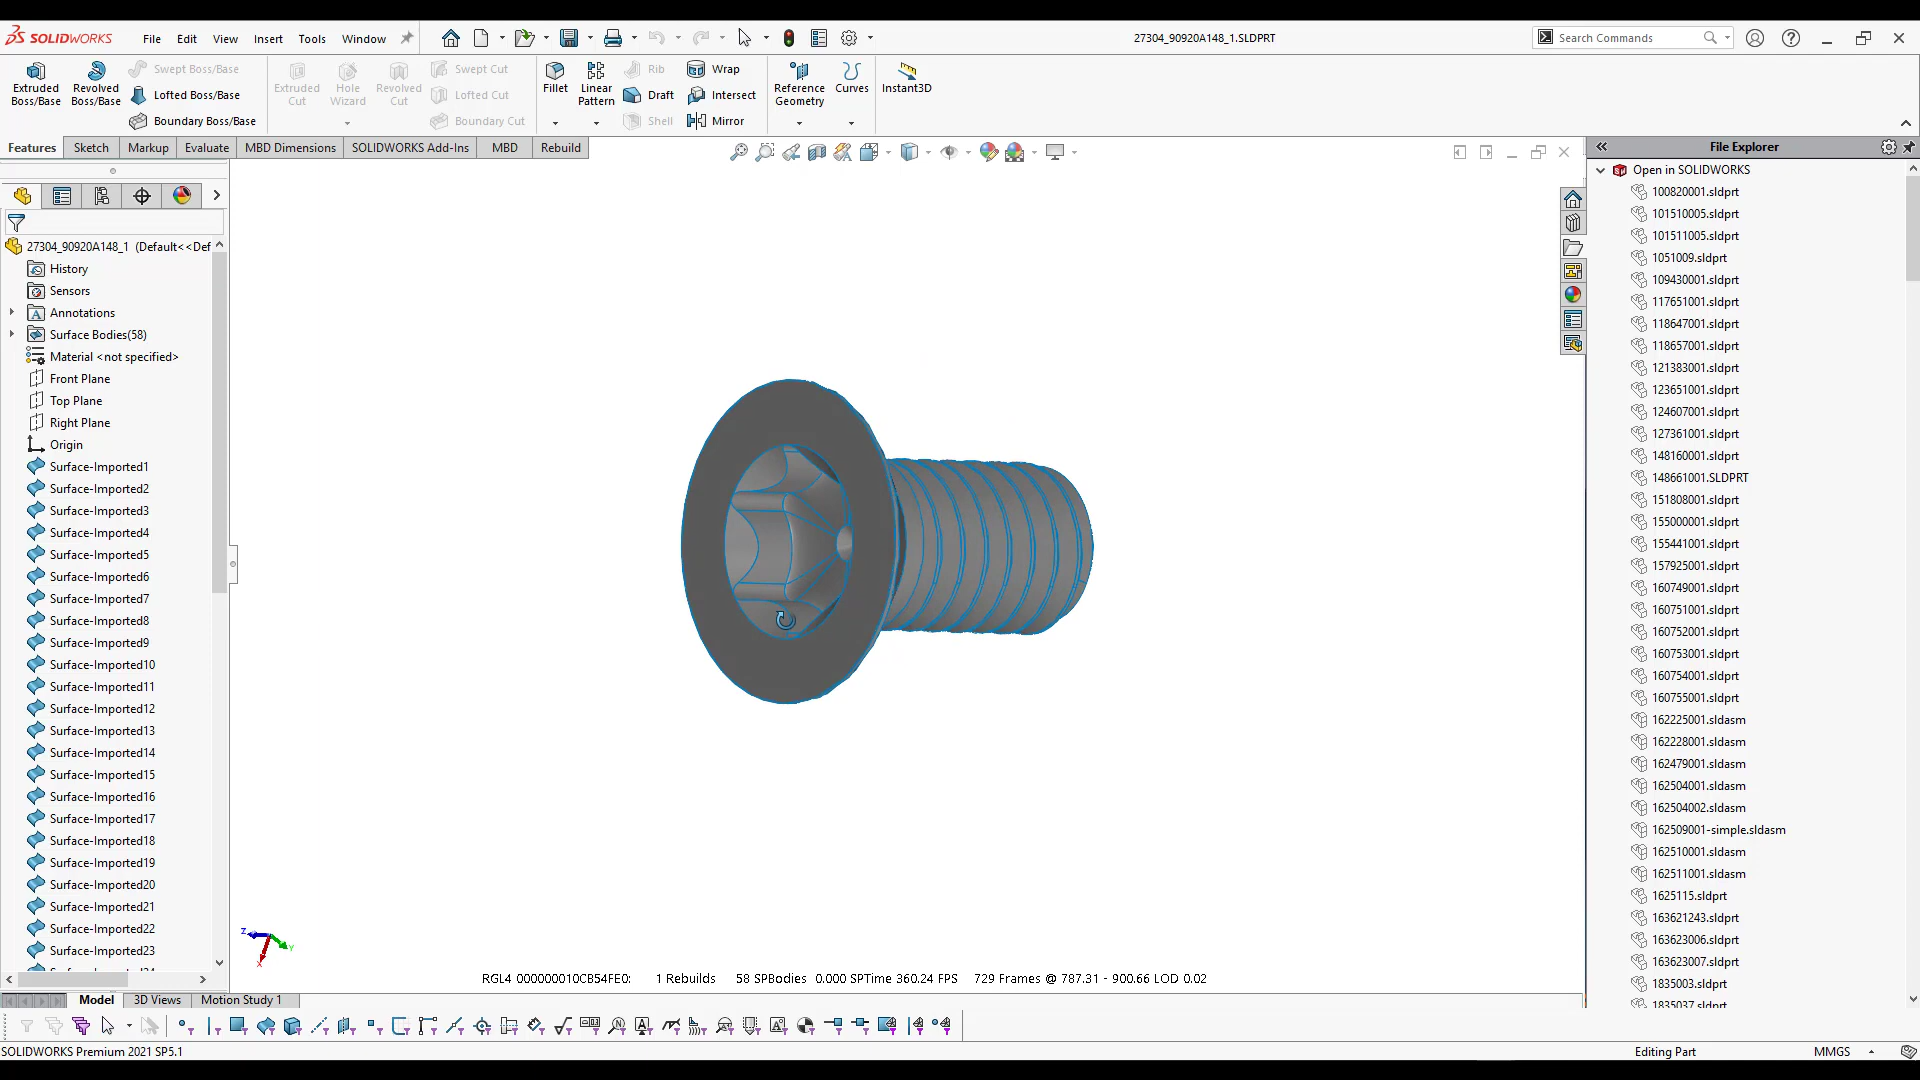 SOLIDWORKS
File Edit View Insert Tools Window
27304_90920A148_1.SLDPRT
Search Commands
Extruded Boss/Base
Revolved Boss/Base
Swept Boss/Base
Lofted Boss/Base
Boundary Boss/Base
Extruded Cut
Hole Wizard
Revolved Cut
Swept Cut
Lofted Cut
Boundary Cut
Fillet
Linear Pattern
Rib
Draft
Shell
Wrap
Intersect
Mirror
Reference Geometry
Curves
Instant3D
Features Sketch Markup Evaluate MBD Dimensions SOLIDWORKS Add-Ins MBD Rebuild
27304_90920A148_1 (Default<<Def
History
Sensors
Annotations
Surface Bodies(58)
Material <not specified>
Front Plane
Top Plane
Right Plane
Origin
Surface-Imported1
Surface-Imported2
Surface-Imported3
Surface-Imported4
Surface-Imported5
Surface-Imported6
Surface-Imported7
Surface-Imported8
Surface-Imported9
Surface-Imported10
Surface-Imported11
Surface-Imported12
Surface-Imported13
Surface-Imported14
Surface-Imported15
Surface-Imported16
Surface-Imported17
Surface-Imported18
Surface-Imported19
Surface-Imported20
Surface-Imported21
Surface-Imported22
Surface-Imported23
Z
Y
X
RGL4 000000010CB54FE0: 1 Rebuilds 58 SPBodies 0.000 SPTime 360.24 FPS 729 Frames @ 787.31 - 900.66 LOD 0.02
File Explorer
Open in SOLIDWORKS
100820001.sldprt
101510005.sldprt
101511005.sldprt
1051009.sldprt
109430001.sldprt
117651001.sldprt
118647001.sldprt
118657001.sldprt
121383001.sldprt
123651001.sldprt
124607001.sldprt
127361001.sldprt
148160001.sldprt
148661001.SLDPRT
151808001.sldprt
155000001.sldprt
155441001.sldprt
157925001.sldprt
160749001.sldprt
160751001.sldprt
160752001.sldprt
160753001.sldprt
160754001.sldprt
160755001.sldprt
162225001.sldasm
162228001.sldasm
162479001.sldasm
162504001.sldasm
162504002.sldasm
162509001-simple.sldasm
162510001.sldasm
162511001.sldasm
1625115.sldprt
163621243.sldprt
163623006.sldprt
163623007.sldprt
1835003.sldprt
1835037.sldprt
Model 3D Views Motion Study 1
SOLIDWORKS Premium 2021 SP5.1
Editing Part
MMGS